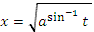 x = √(a^(sin⁻¹ t))